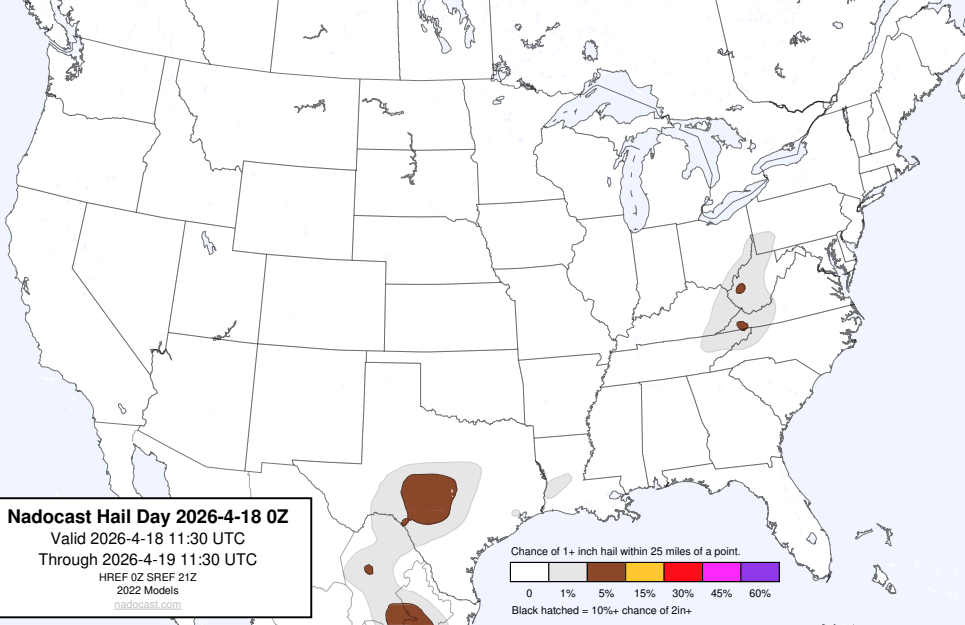 Nadocast Hail Day 2026-4-18 0Z
Valid 2026-4-18 11:30 UTC
Through 2026-4-19 11:30 UTC
HREF 0Z SREF 21Z
2022 Models
nadocast.com
Chance of 1+ inch hail within 25 miles of a point.
0 1% 5% 15% 30% 45% 60%
Black hatched = 10%+ chance of 2in+